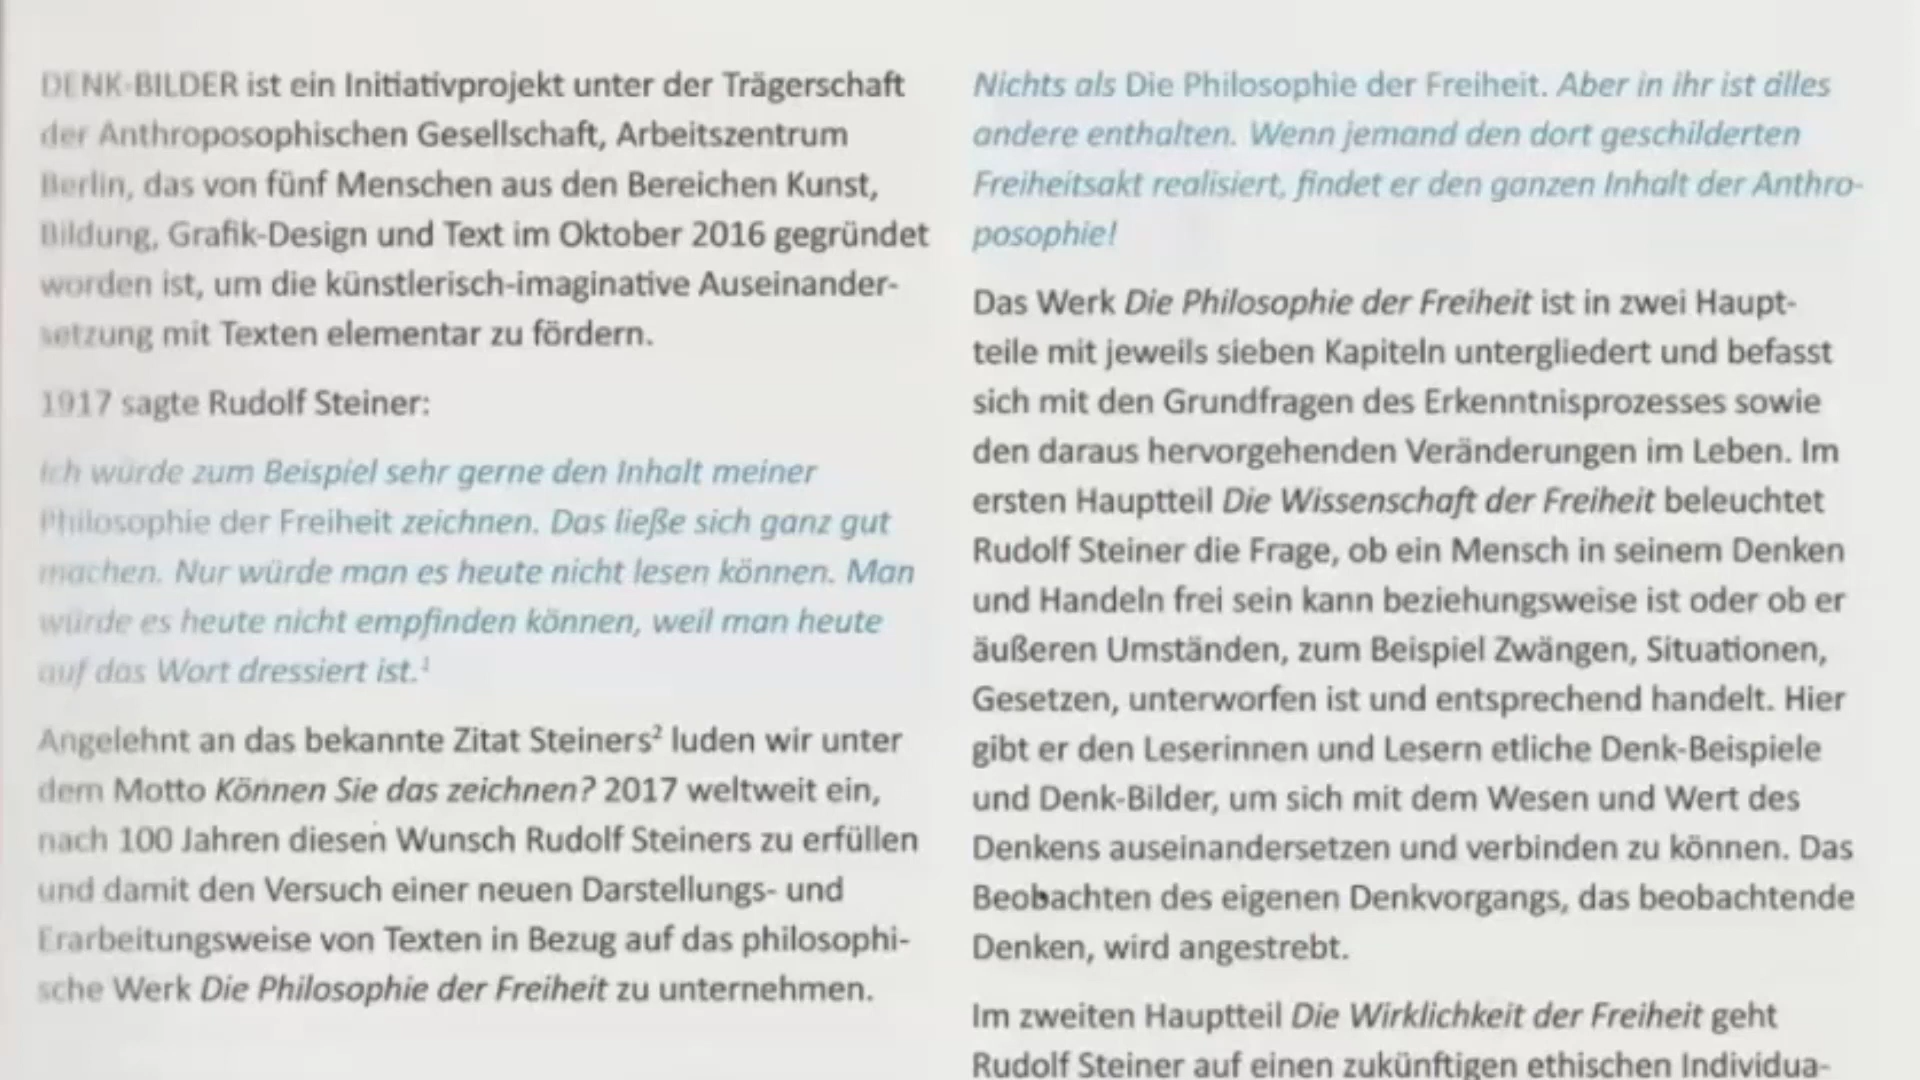 DENK-BILDER ist ein Initiativprojekt unter der Trägerschaft
der Anthroposophischen Gesellschaft, Arbeitszentrum
Berlin, das von fünf Menschen aus den Bereichen Kunst,
Bildung, Grafik-Design und Text im Oktober 2016 gegründet
worden ist, um die künstlerisch-imaginative Auseinander-
setzung mit Texten elementar zu fördern.
1917 sagte Rudolf Steiner:
Ich würde zum Beispiel sehr gerne den Inhalt meiner
Philosophie der Freiheit zeichnen. Das ließe sich ganz gut
machen. Nur würde man es heute nicht lesen können. Man
würde es heute nicht empfinden können, weil man heute
auf das Wort dressiert ist.¹
Angelehnt an das bekannte Zitat Steiners² luden wir unter
dem Motto Können Sie das zeichnen? 2017 weltweit ein,
nach 100 Jahren diesen Wunsch Rudolf Steiners zu erfüllen
und damit den Versuch einer neuen Darstellungs- und
Erarbeitungsweise von Texten in Bezug auf das philosophi-
sche Werk Die Philosophie der Freiheit zu unternehmen.
Nichts als Die Philosophie der Freiheit. Aber in ihr ist alles
andere enthalten. Wenn jemand den dort geschilderten
Freiheitsakt realisiert, findet er den ganzen Inhalt der Anthro-
posophie!
Das Werk Die Philosophie der Freiheit ist in zwei Haupt-
teile mit jeweils sieben Kapiteln untergliedert und befasst
sich mit den Grundfragen des Erkenntnisprozesses sowie
den daraus hervorgehenden Veränderungen im Leben. Im
ersten Hauptteil Die Wissenschaft der Freiheit beleuchtet
Rudolf Steiner die Frage, ob ein Mensch in seinem Denken
und Handeln frei sein kann beziehungsweise ist oder ob er
äußeren Umständen, zum Beispiel Zwängen, Situationen,
Gesetzen, unterworfen ist und entsprechend handelt. Hier
gibt er den Leserinnen und Lesern etliche Denk-Beispiele
und Denk-Bilder, um sich mit dem Wesen und Wert des
Denkens auseinandersetzen und verbinden zu können. Das
Beobachten des eigenen Denkvorgangs, das beobachtende
Denken, wird angestrebt.
Im zweiten Hauptteil Die Wirklichkeit der Freiheit geht
Rudolf Steiner auf einen zukünftigen ethischen Individua-